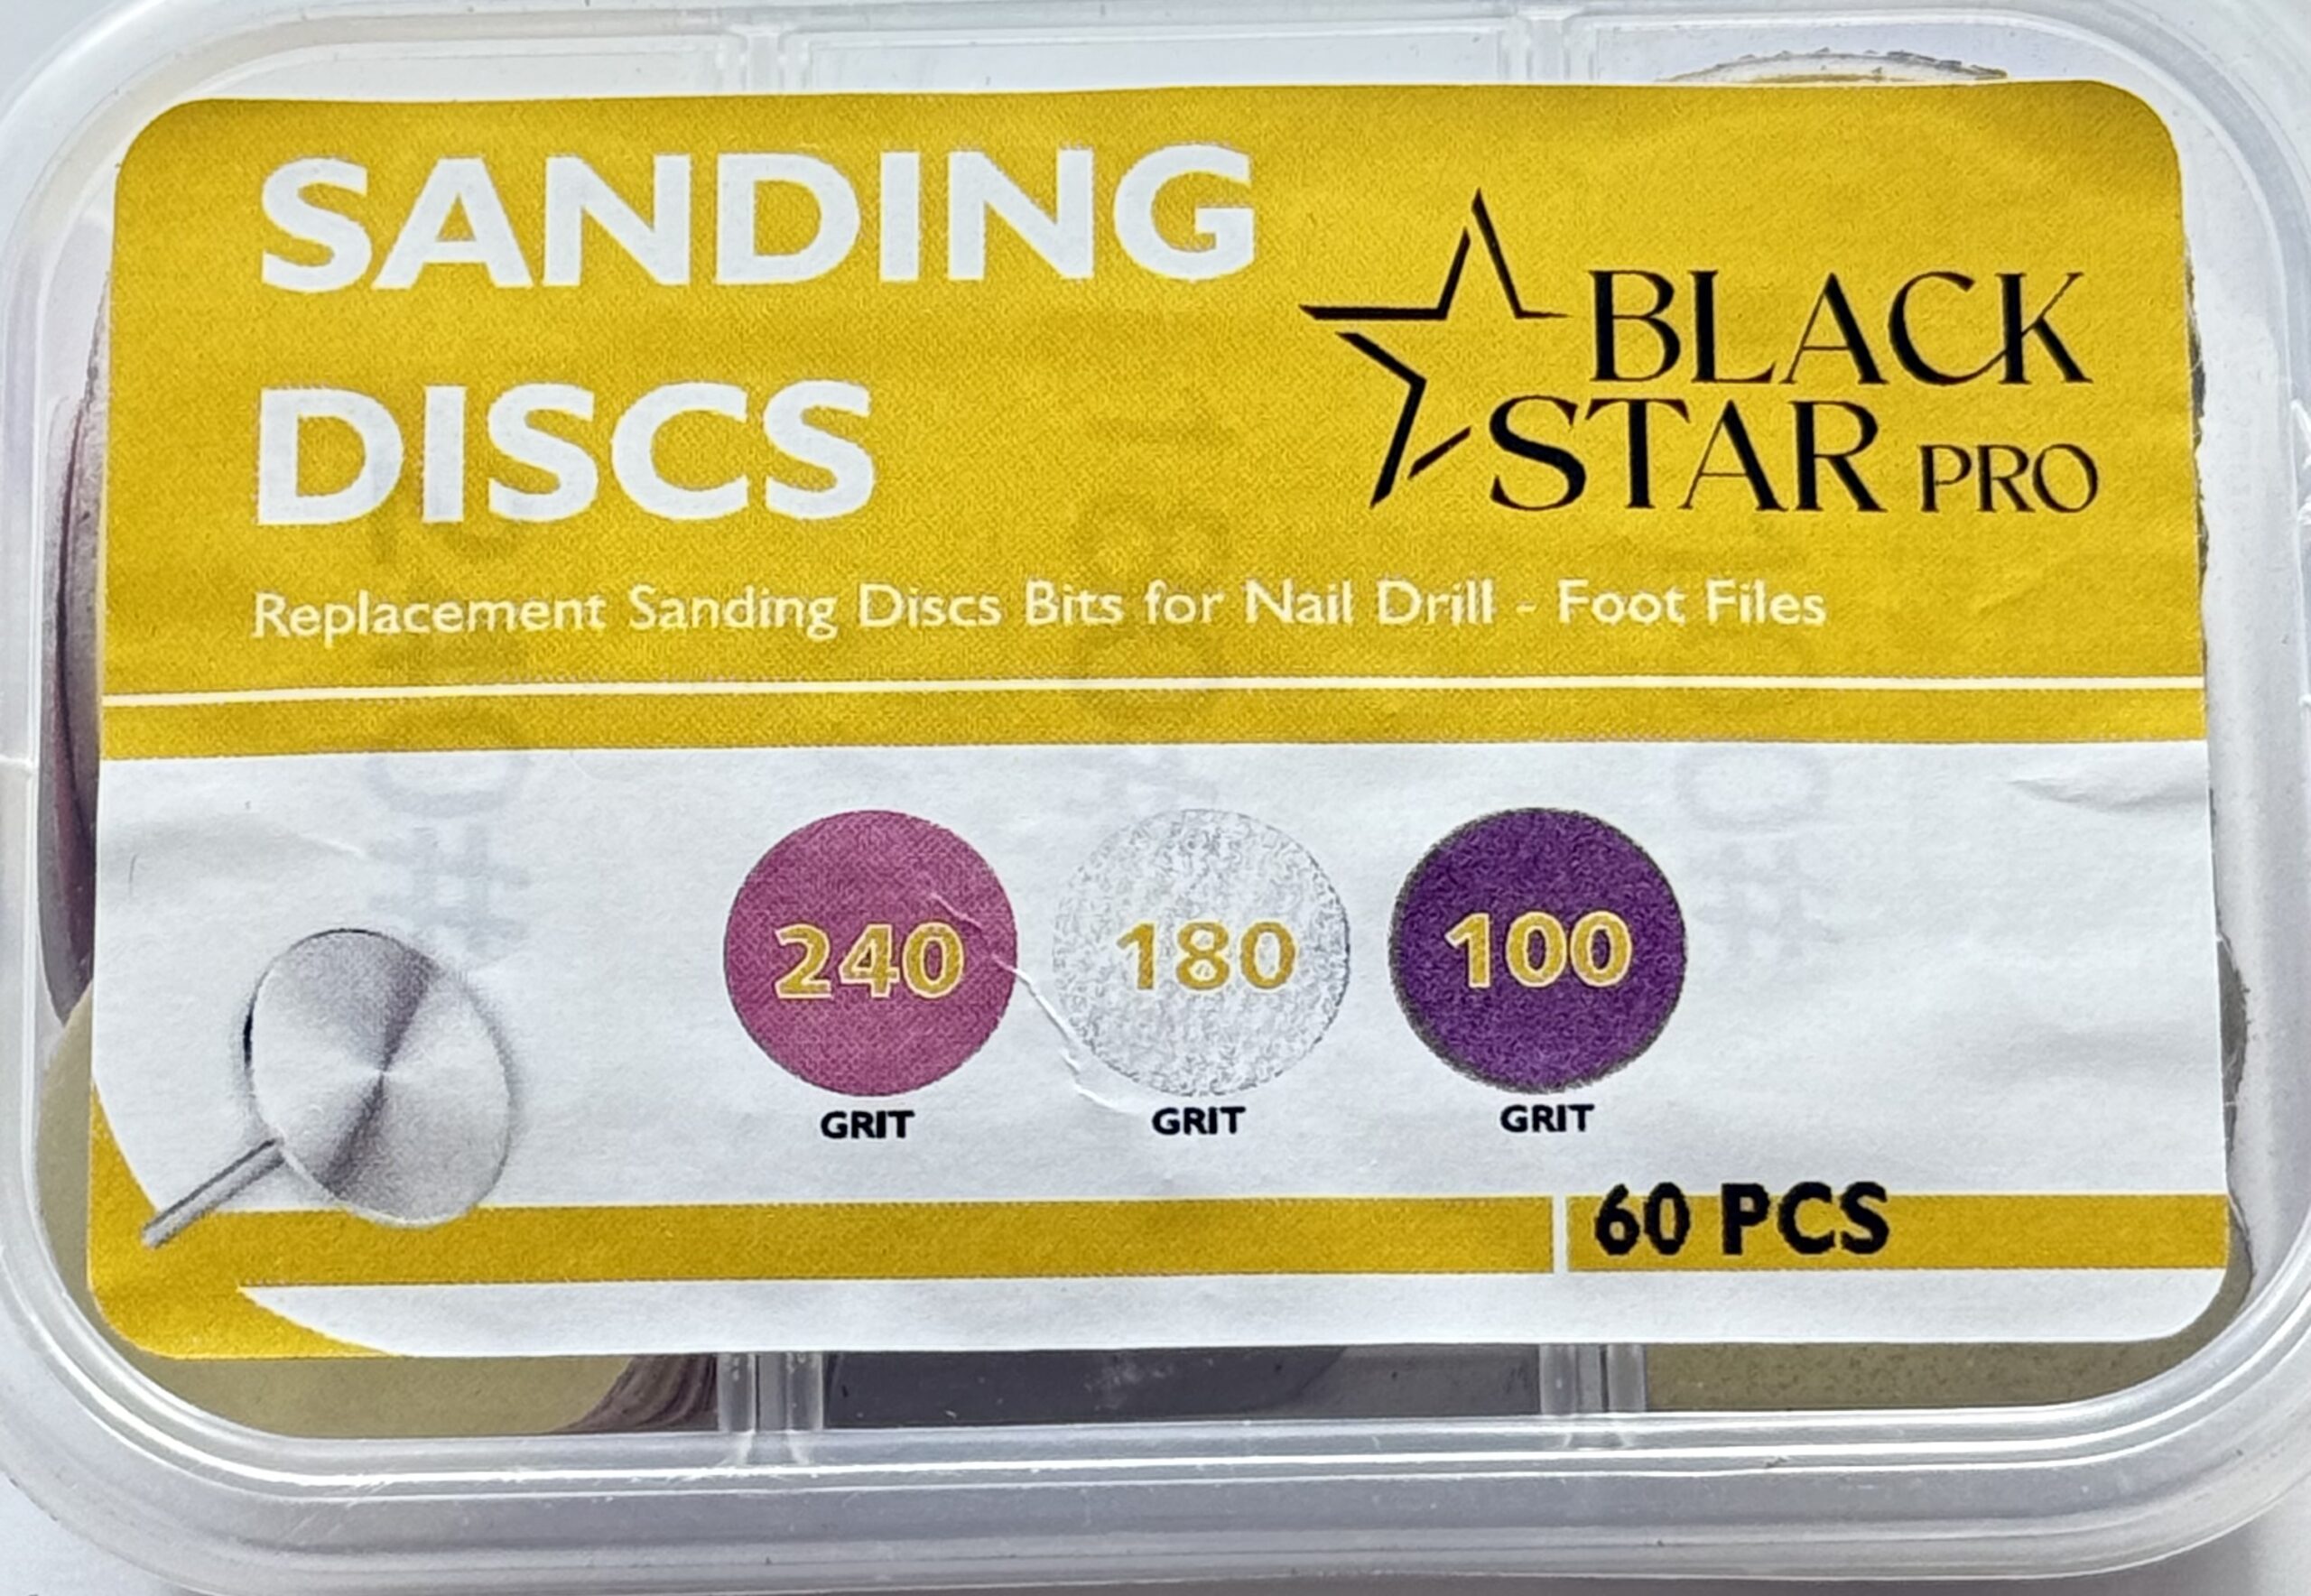 SANDING
DISCS
BLACK
STAR PRO
Replacement Sanding Discs Bits for Nail Drill - Foot Files
240
GRIT
180
GRIT
100
GRIT
60 PCS